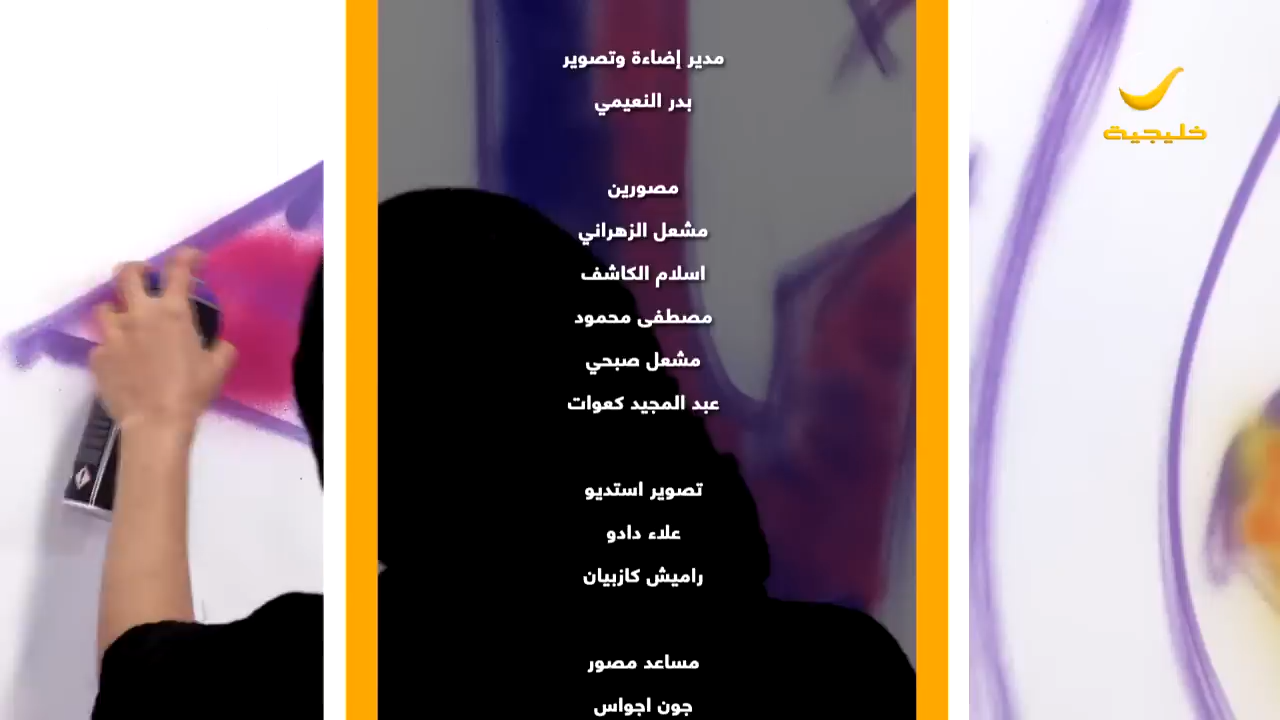 مدير إضاءة وتصوير
بدر النعيمي
مصورين
مشعل الزهراني
اسلام الكاشف
مصطفى محمود
مشعل صبحي
عبد المجيد كعوات
تصوير استديو
علاء دادو
راميش كازبيان
مساعد مصور
جون اجواس
خليجية